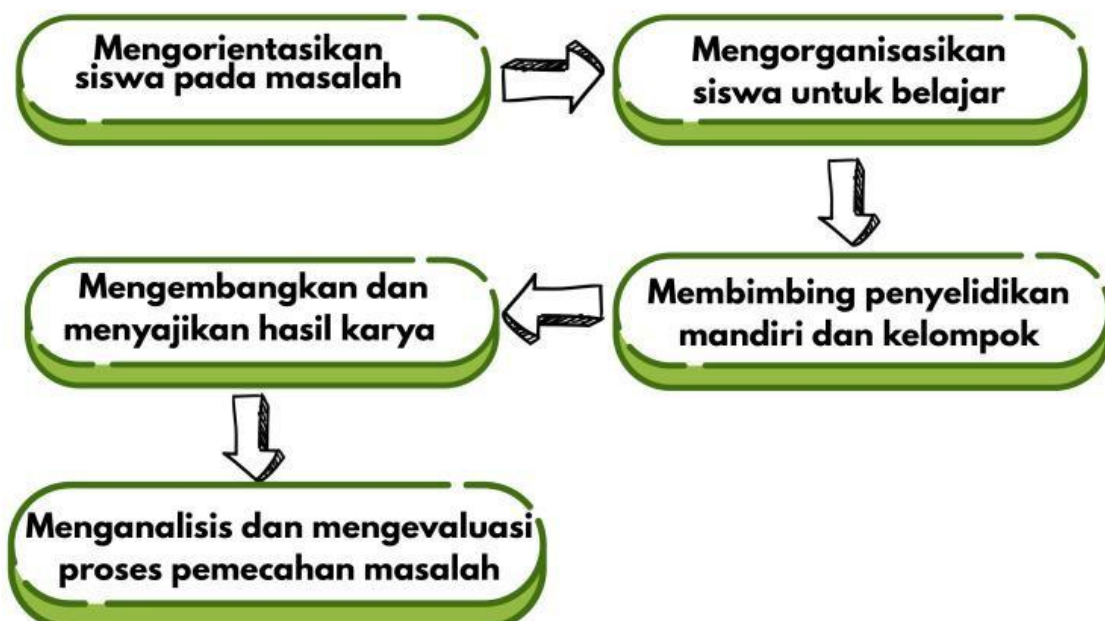 Mengorientasikan
siswa pada masalah
Mengorganisasikan
siswa untuk belajar
Membimbing penyelidikan
mandiri dan kelompok
Mengembangkan dan
menyajikan hasil karya
Menganalisis dan mengevaluasi
proses pemecahan masalah